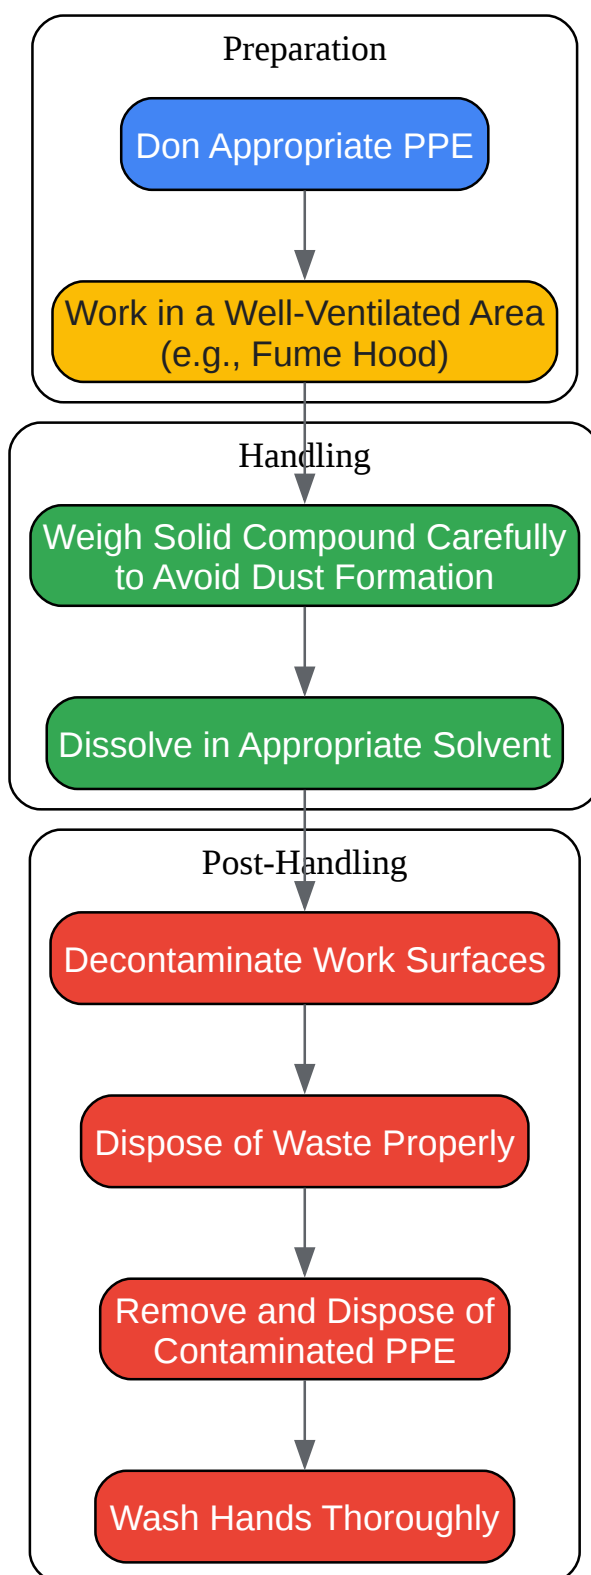 Preparation
Don Appropriate PPE
Work in a Well-Ventilated Area
(e.g., Fume Hood)
Handling
Weigh Solid Compound Carefully
to Avoid Dust Formation
Dissolve in Appropriate Solvent
Post-Handling
Decontaminate Work Surfaces
Dispose of Waste Properly
Remove and Dispose of
Contaminated PPE
Wash Hands Thoroughly